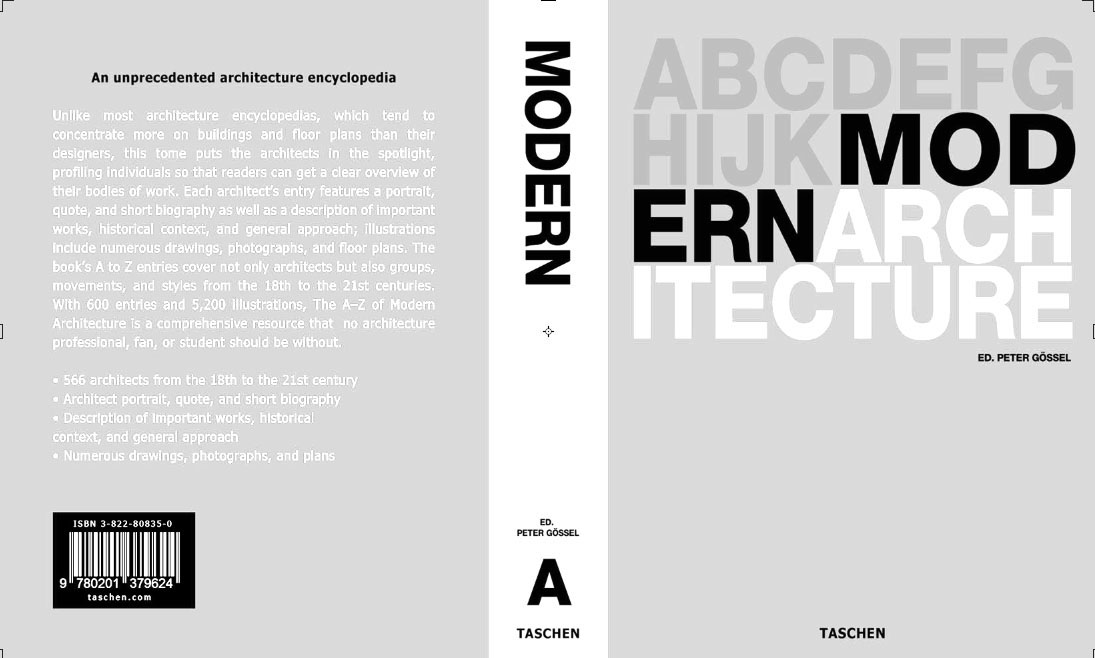 An unprecedented architecture encyclopedia
Unlike most architecture encyclopedias, which tend to
concentrate more on buildings and floor plans than their
designers, this tome puts the architects in the spotlight,
profiling individuals so that readers can get a clear overview of
their bodies of work. Each architect's entry features a portrait,
quote, and short biography as well as a description of important
works, historical context, and general approach; illustrations
include numerous drawings, photographs, and floor plans. The
book's A to Z entries cover not only architects but also groups,
movements, and styles from the 18th to the 21st centuries.
With 600 entries and 5,200 illustrations, The A–Z of Modern
Architecture is a comprehensive resource that no architecture
professional, fan, or student should be without.
• 566 architects from the 18th to the 21st century
• Architect portrait, quote, and short biography
• Description of important works, historical
context, and general approach
• Numerous drawings, photographs, and plans
ISBN 3-822-80835-0
9 780201 379624
taschen.com
MODERN
ED.
PETER GÖSSEL
A
TASCHEN
ABCDEFG
HIJKMOD
ERNARCH
ITECTURE
ED. PETER GÖSSEL
TASCHEN